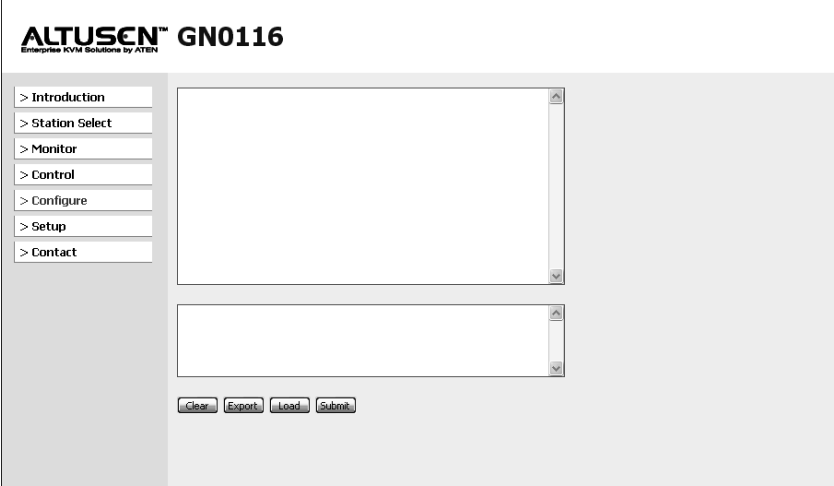 ALTUSEN™ GN0116
Enterprise KVM Solutions by ATEN
> Introduction
> Station Select
> Monitor
> Control
> Configure
> Setup
> Contact
Clear Export Load Submit